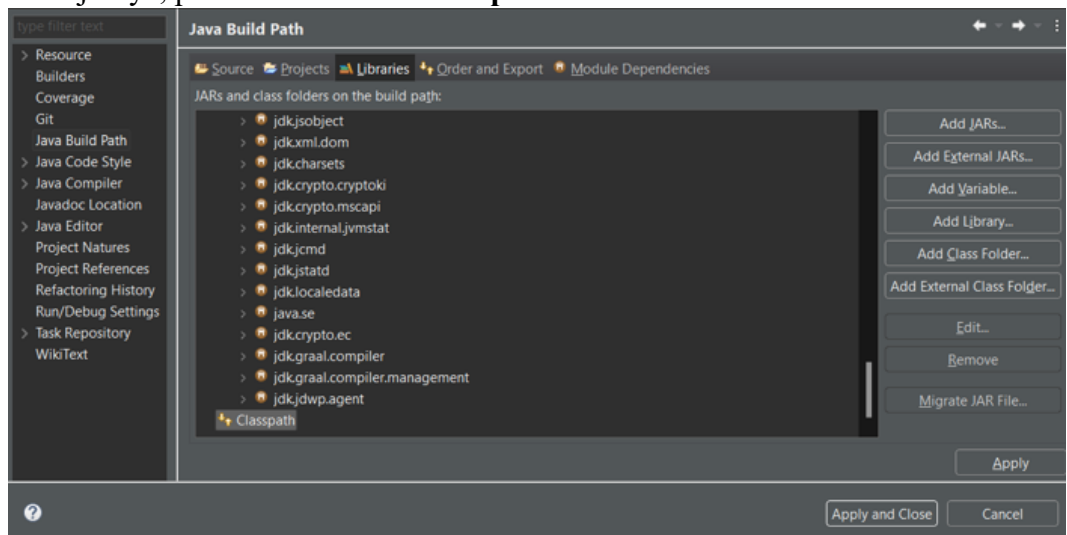 type filter text
Resource
Builders
Coverage
Git
Java Build Path
Java Code Style
Java Compiler
Javadoc Location
Java Editor
Project Natures
Project References
Refactoring History
Run/Debug Settings
Task Repository
WikiText
Java Build Path
Source Projects Libraries Order and Export Module Dependencies
JARs and class folders on the build path:
jdk.jsobject
jdk.xml.dom
jdk.charsets
jdk.crypto.cryptoki
jdk.crypto.mscapi
jdk.internal.jvmstat
jdk.jcmd
jdk.jstatd
jdk.localedata
java.se
jdk.crypto.ec
jdk.graal.compiler
jdk.graal.compiler.management
jdk.jdwp.agent
Classpath
Add JARs...
Add External JARs...
Add Variable...
Add Library...
Add Class Folder...
Add External Class Folder...
Edit...
Remove
Migrate JAR File...
Apply
Apply and Close
Cancel